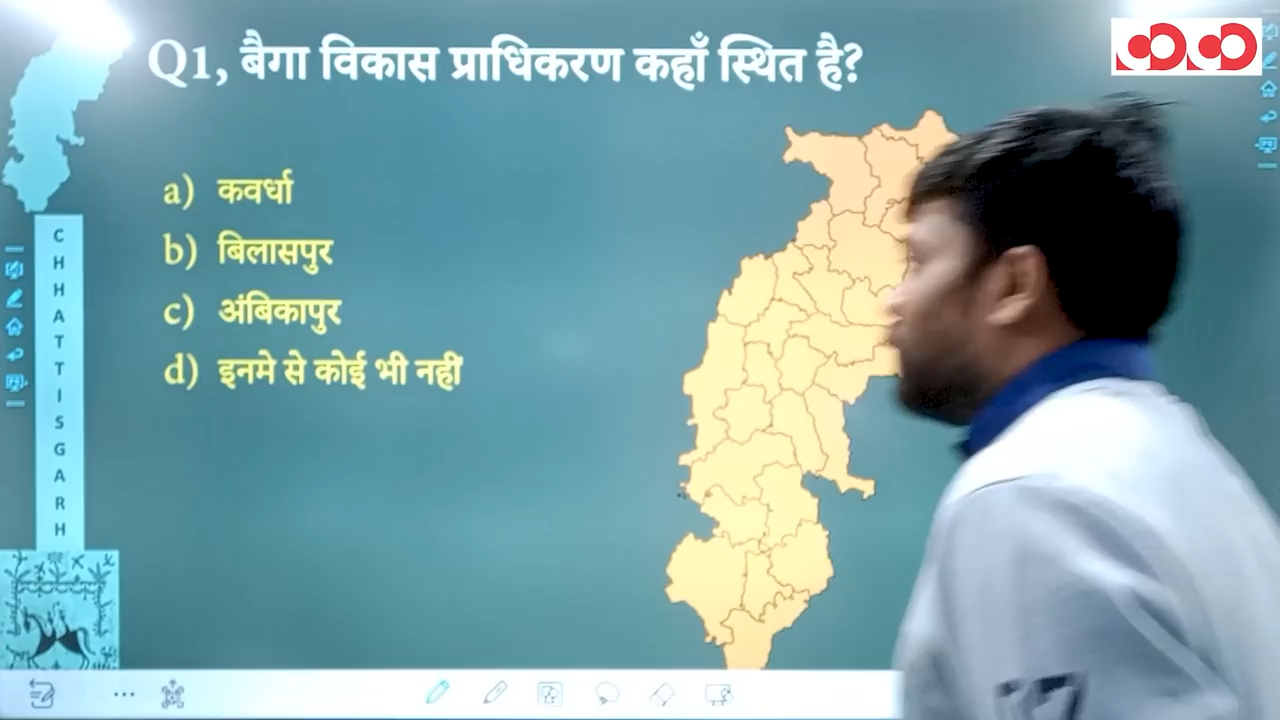 Q1, बैगा विकास प्राधिकरण कहाँ स्थित है?
a) कवर्धा
b) बिलासपुर
c) अंबिकापुर
d) इनमे से कोई भी नहीं
CHHATTISGARH